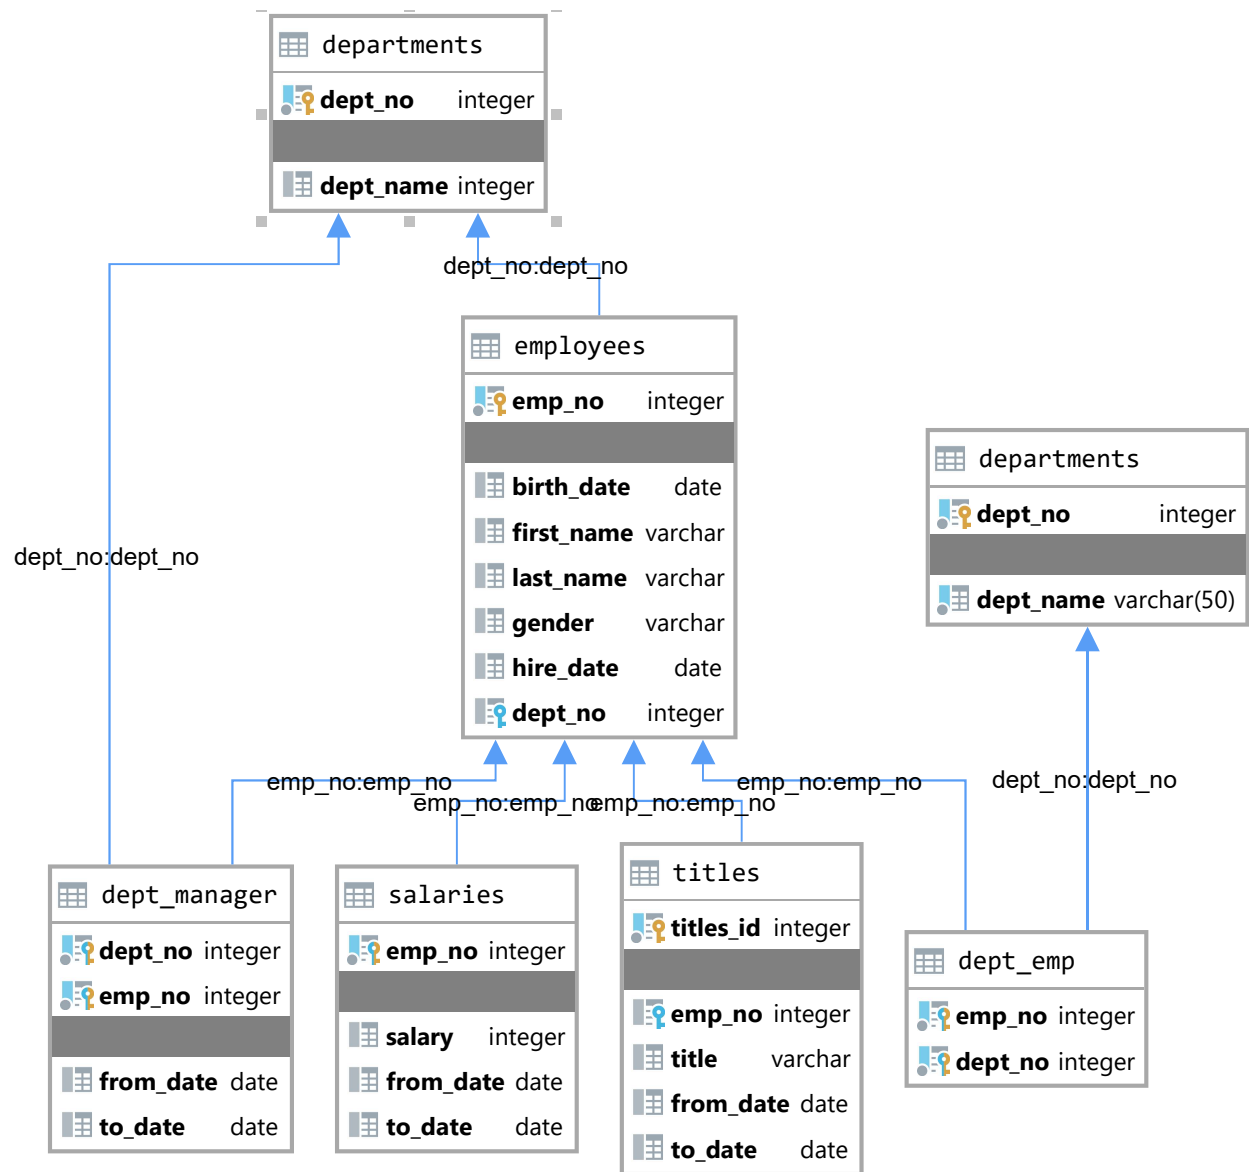 departments
dept_no integer
dept_name integer
dept_no:dept_no
employees
emp_no integer
birth_date date
first_name varchar
last_name varchar
gender varchar
hire_date date
dept_no integer
departments
dept_no integer
dept_name varchar(50)
dept_no:dept_no
emp_no:emp_no
emp_no:emp_no
emp_no:emp_no
emp_no:emp_no
dept_no:dept_no
dept_manager
dept_no integer
emp_no integer
from_date date
to_date date
salaries
emp_no integer
salary integer
from_date date
to_date date
titles
titles_id integer
emp_no integer
title varchar
from_date date
to_date date
dept_emp
emp_no integer
dept_no integer